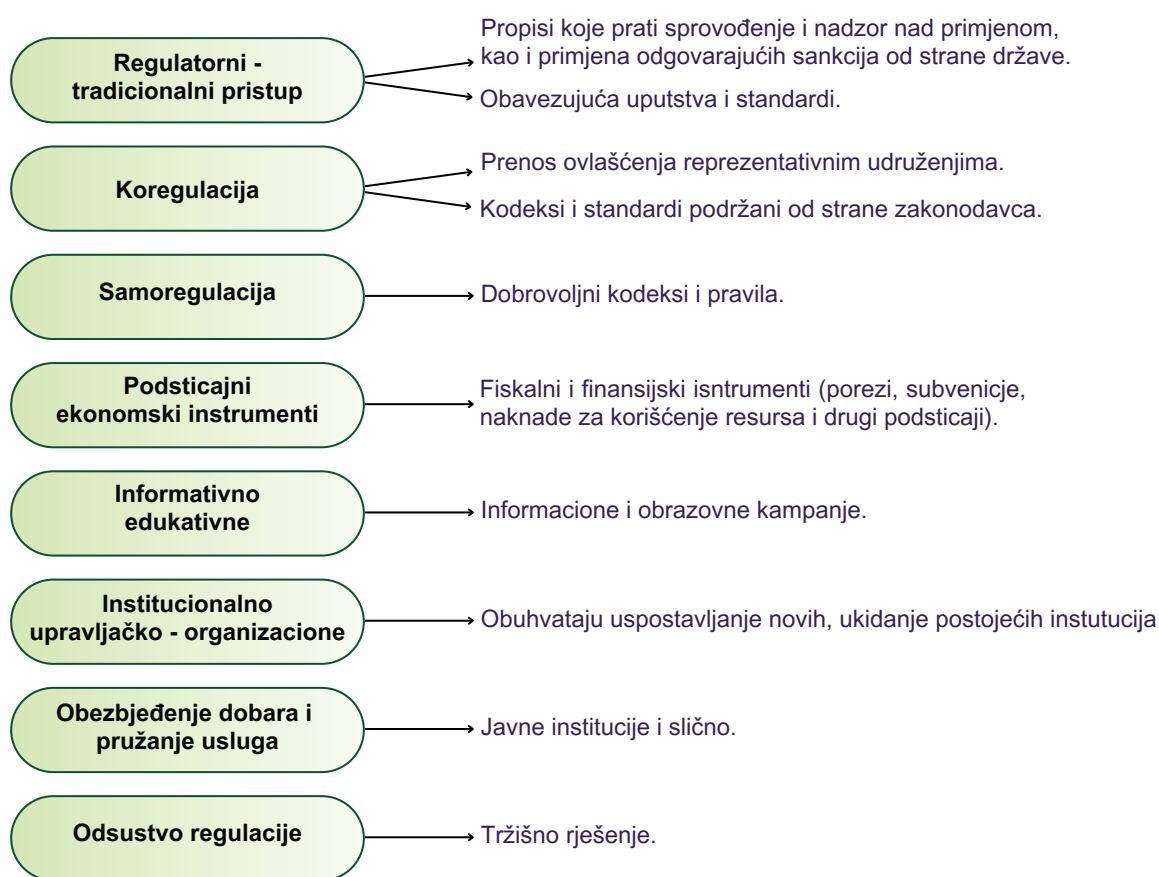 Regulatorni -
tradicionalni pristup
Propisi koje prati sprovođenje i nadzor nad primjenom,
kao i primjena odgovarajućih sankcija od strane države.
Obavezujuća uputstva i standardi.
Koregulacija
Prenos ovlašćenja reprezentativnim udruženjima.
Kodeksi i standardi podržani od strane zakonodavca.
Samoregulacija
Dobrovoljni kodeksi i pravila.
Podsticajni
ekonomski instrumenti
Fiskalni i finansijski isntrumenti (porezi, subvenicje,
naknade za korišćenje resursa i drugi podsticaji).
Informativno
edukativne
Informacione i obrazovne kampanje.
Institucionalno
upravljačko - organizacione
Obuhvataju uspostavljanje novih, ukidanje postojećih instutucija
Obezbjeđenje dobara i
pružanje usluga
Javne institucije i slično.
Odsustvo regulacije
Tržišno rješenje.